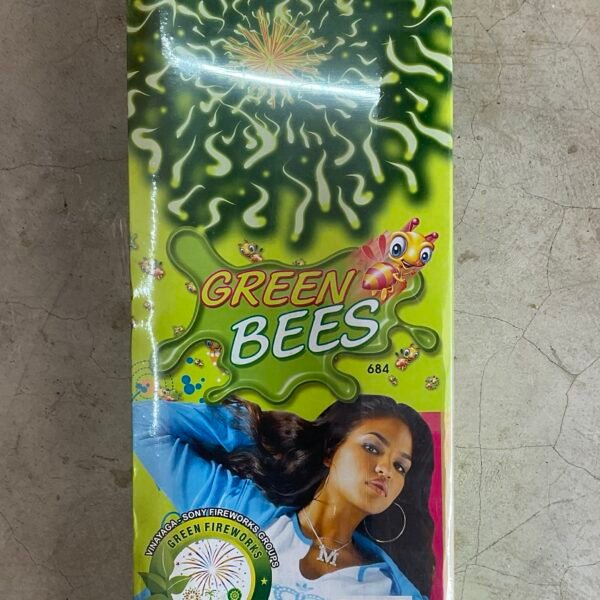 GREEN
BEES
684
VINAYAGA - SONY FIREWORKS GROUPS
GREEN FIREWORKS
M